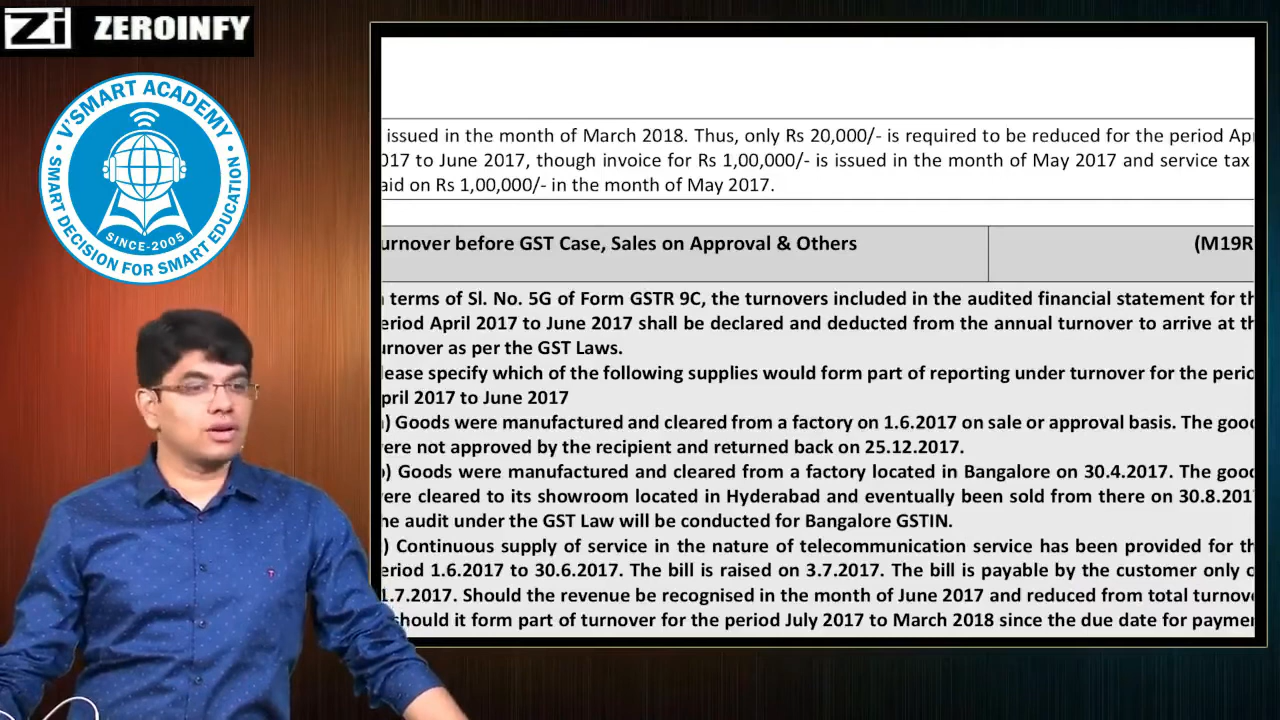 Zi ZEROINFY
V'SMART ACADEMY
SMART DECISION FOR SMART EDUCATION
SINCE-2005
issued in the month of March 2018. Thus, only Rs 20,000/- is required to be reduced for the period Apr
017 to June 2017, though invoice for Rs 1,00,000/- is issued in the month of May 2017 and service tax
aid on Rs 1,00,000/- in the month of May 2017.
urnover before GST Case, Sales on Approval & Others
(M19R
terms of Sl. No. 5G of Form GSTR 9C, the turnovers included in the audited financial statement for th
eriod April 2017 to June 2017 shall be declared and deducted from the annual turnover to arrive at th
urnover as per the GST Laws.
lease specify which of the following supplies would form part of reporting under turnover for the perio
pril 2017 to June 2017
) Goods were manufactured and cleared from a factory on 1.6.2017 on sale or approval basis. The goo
ere not approved by the recipient and returned back on 25.12.2017.
) Goods were manufactured and cleared from a factory located in Bangalore on 30.4.2017. The goo
ere cleared to its showroom located in Hyderabad and eventually been sold from there on 30.8.201
he audit under the GST Law will be conducted for Bangalore GSTIN.
) Continuous supply of service in the nature of telecommunication service has been provided for th
eriod 1.6.2017 to 30.6.2017. The bill is raised on 3.7.2017. The bill is payable by the customer only o
1.7.2017. Should the revenue be recognised in the month of June 2017 and reduced from total turnove
should it form part of turnover for the period July 2017 to March 2018 since the due date for paymen